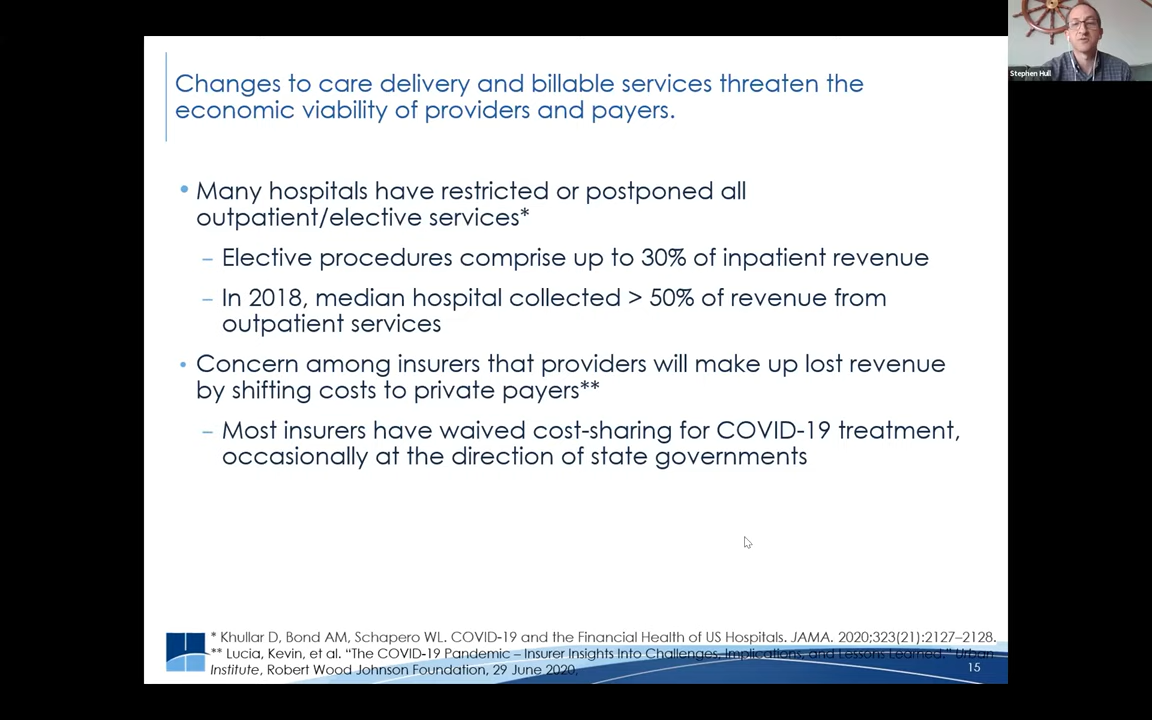 Stephen Hull
Changes to care delivery and billable services threaten the
economic viability of providers and payers.
• Many hospitals have restricted or postponed all
outpatient/elective services*
– Elective procedures comprise up to 30% of inpatient revenue
– In 2018, median hospital collected > 50% of revenue from
outpatient services
• Concern among insurers that providers will make up lost revenue
by shifting costs to private payers**
– Most insurers have waived cost-sharing for COVID-19 treatment,
occasionally at the direction of state governments
* Khullar D, Bond AM, Schapero WL. COVID-19 and the Financial Health of US Hospitals. JAMA. 2020;323(21):2127–2128.
** Lucia, Kevin, et al. “The COVID-19 Pandemic – Insurer Insights Into Challenges, Implications, and Lessons Learned.” Urban
Institute, Robert Wood Johnson Foundation, 29 June 2020,
15